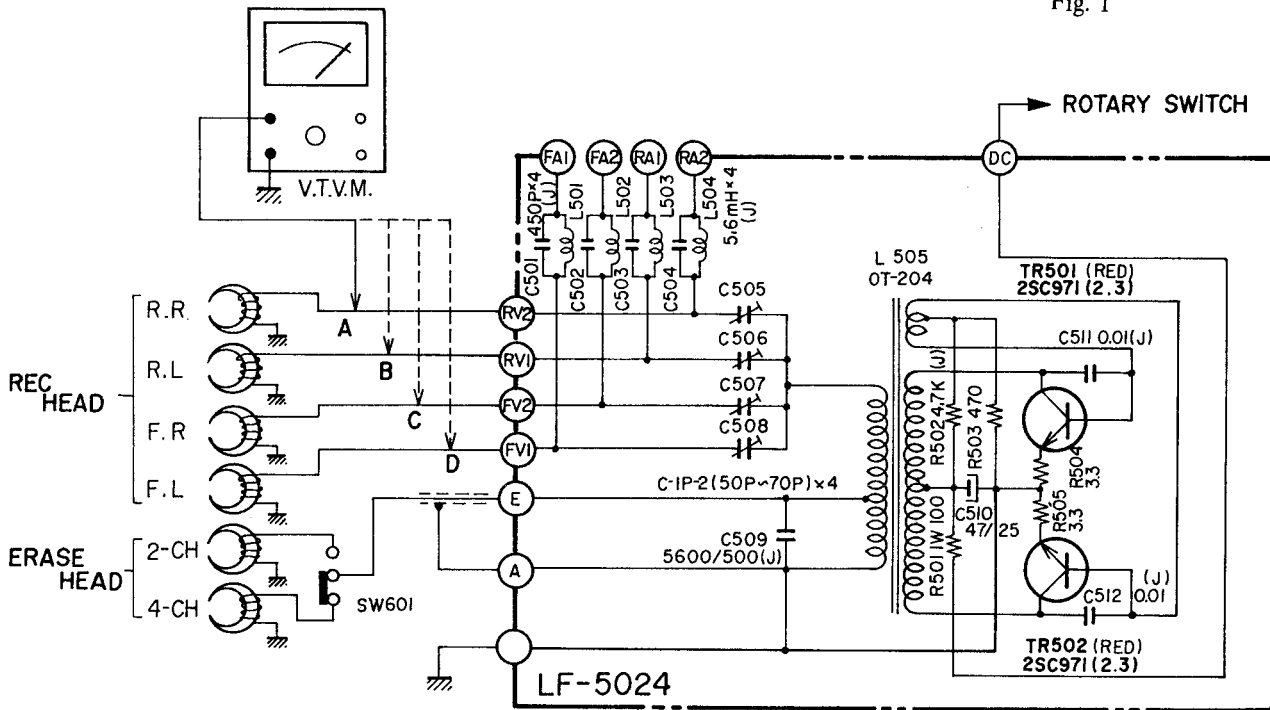 Fig. 1
V.T.V.M.
ROTARY SWITCH
DC
FA1
FA2
RA1
RA2
450P×4
(J)
L501
L502
L503
L504
5.6mH×4
(J)
C501
C502
C503
C504
L 505
OT-204
TR501 (RED)
2SC971(2.3)
C511 0.01(J)
REC
HEAD
R.R
R.L
F.R
F.L
A
B
C
D
RV2
RV1
FV2
FV1
E
A
C505
C506
C507
C508
C-1P-2(50P~70P)×4
C509
5600/500(J)
R502 4.7K (J)
R503 470
R504
3.3
R505
3.3
C510
47/25
R501 1W 100
C512
(J)
0.01
TR502 (RED)
2SC971(2.3)
ERASE
HEAD
2-CH
4-CH
SW601
LF-5024